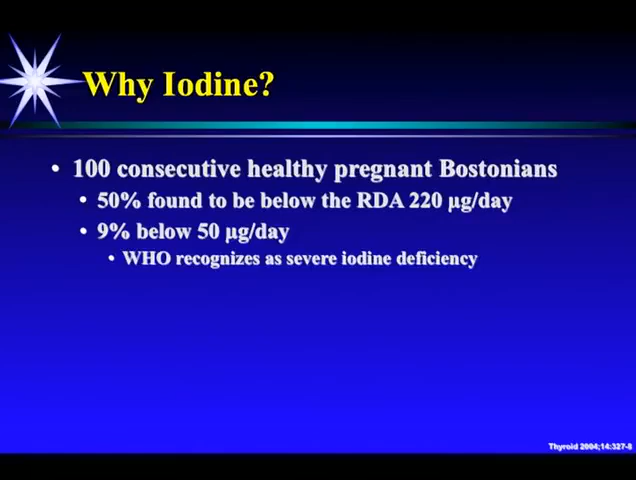 Why Iodine?
• 100 consecutive healthy pregnant Bostonians
• 50% found to be below the RDA 220 µg/day
• 9% below 50 µg/day
• WHO recognizes as severe iodine deficiency
Thyroid 2004;14:327-8